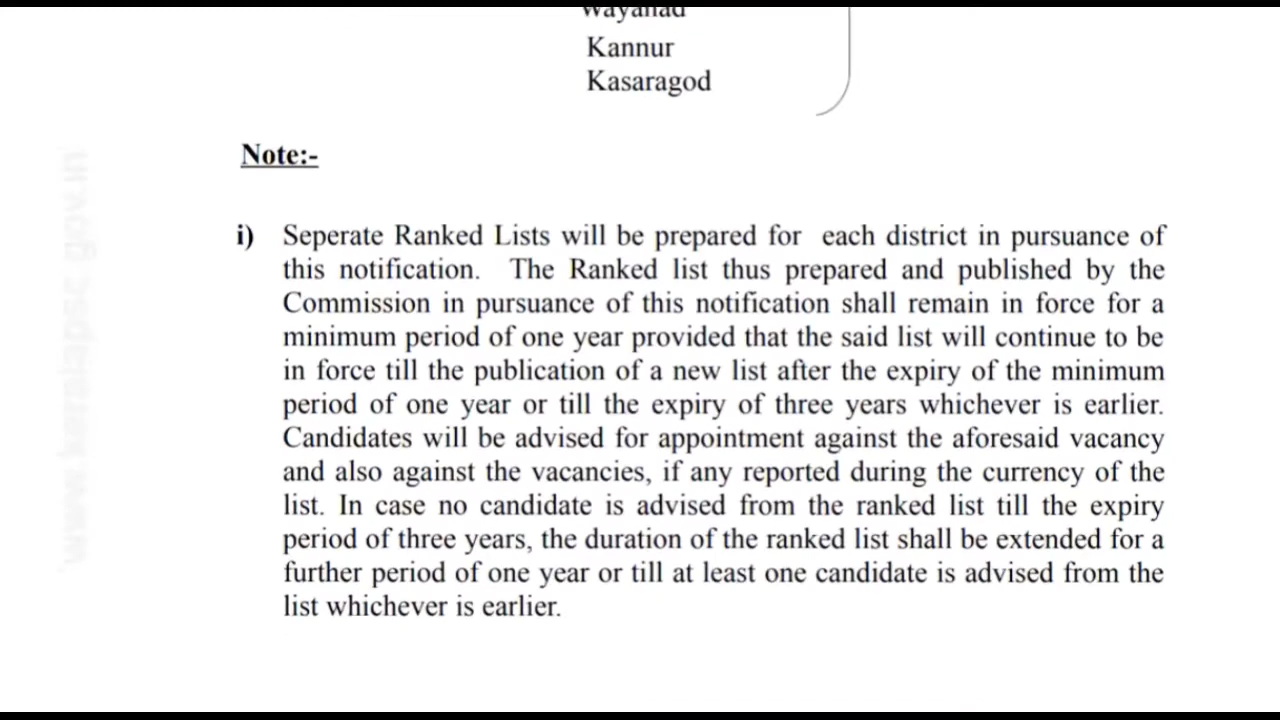 Wayanad
Kannur
Kasaragod
Note:-
i) Seperate Ranked Lists will be prepared for each district in pursuance of
this notification. The Ranked list thus prepared and published by the
Commission in pursuance of this notification shall remain in force for a
minimum period of one year provided that the said list will continue to be
in force till the publication of a new list after the expiry of the minimum
period of one year or till the expiry of three years whichever is earlier.
Candidates will be advised for appointment against the aforesaid vacancy
and also against the vacancies, if any reported during the currency of the
list. In case no candidate is advised from the ranked list till the expiry
period of three years, the duration of the ranked list shall be extended for a
further period of one year or till at least one candidate is advised from the
list whichever is earlier.
www.keralapsc.gov.in